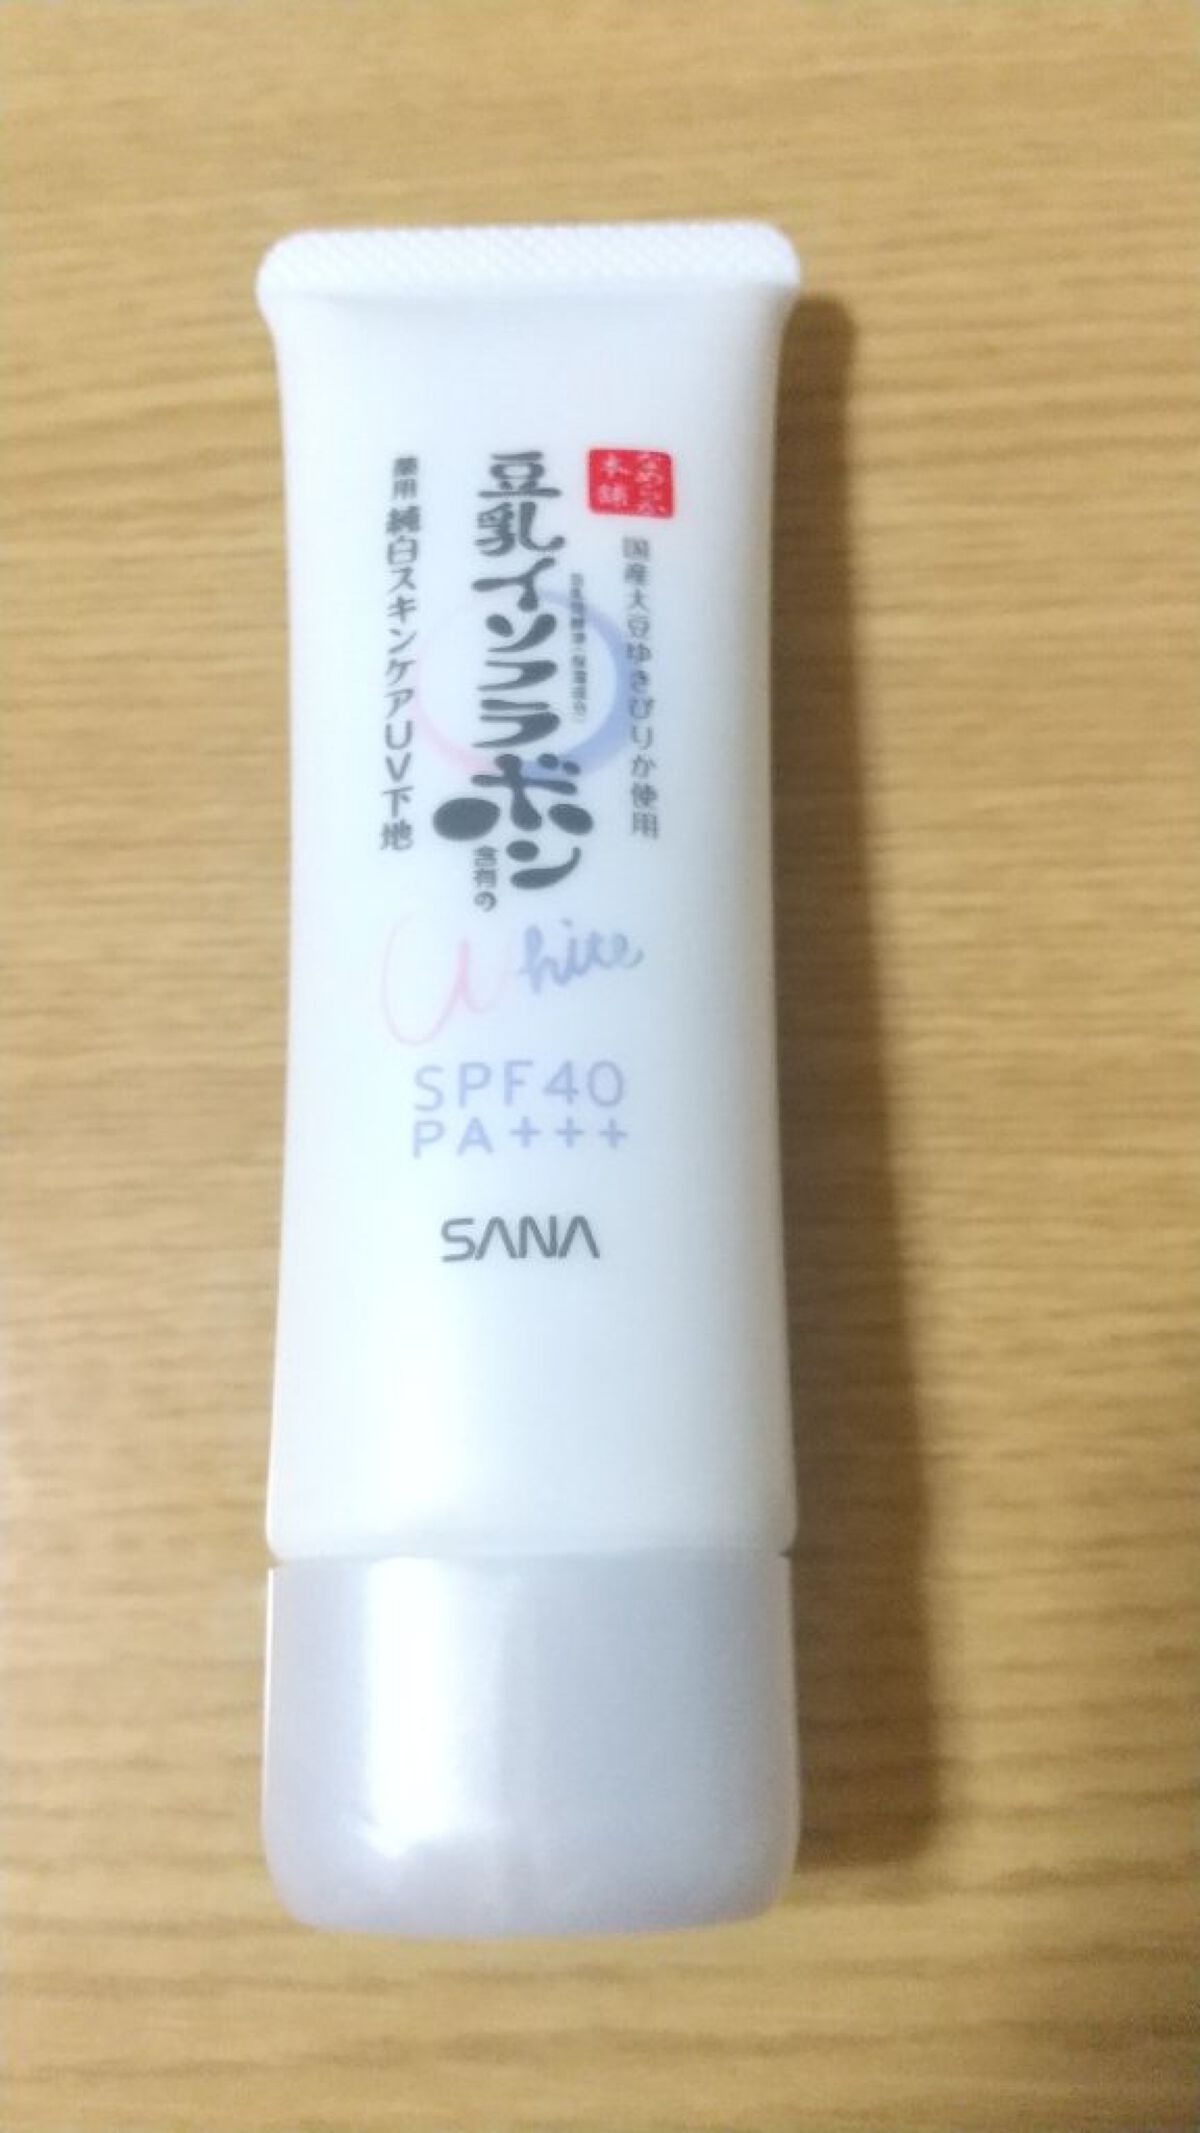 なめらか
本舗
国産大豆ゆきぴりか使用
豆乳イソフラボン
含有の
薬用 純白スキンケアUV下地
White
SPF40
PA+++
SANA